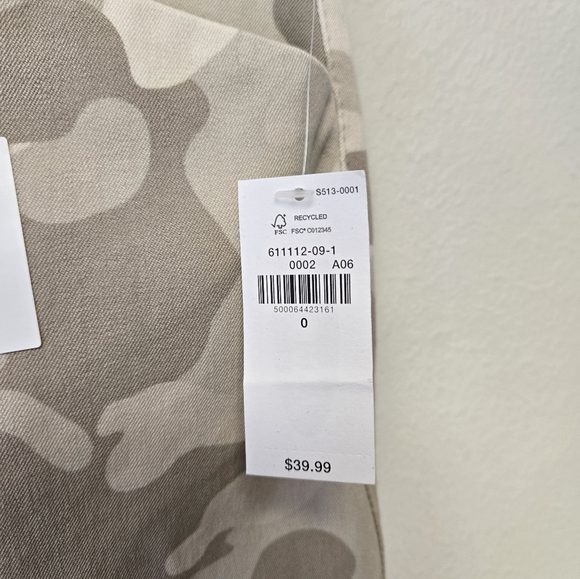 S513-0001
RECYCLED
FSC
FSC® C012345
611112-09-1
0002 A06
500064423161
0
$39.99